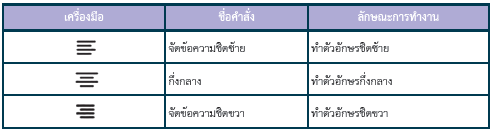 เครื่องมือ ชื่อคำสั่ง ลักษณะการทำงาน
จัดข้อความชิดซ้าย ทำตัวอักษรชิดซ้าย
กึ่งกลาง ทำตัวอักษรกึ่งกลาง
จัดข้อความชิดขวา ทำตัวอักษรชิดขวา